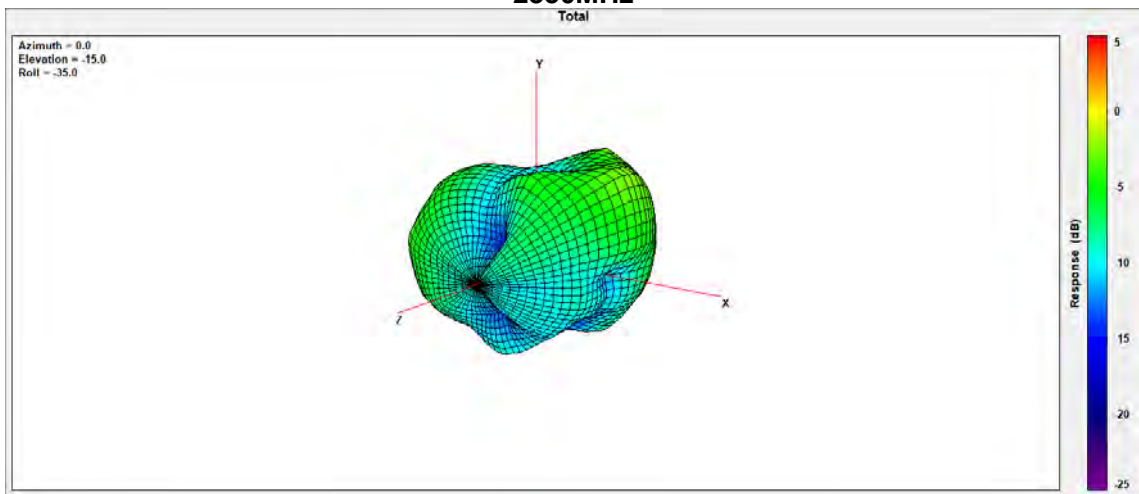 Total
Azimuth = 0.0
Elevation = -15.0
Roll = -35.0
Y
X
Z
5
0
-5
-10
-15
-20
-25
Response (dB)